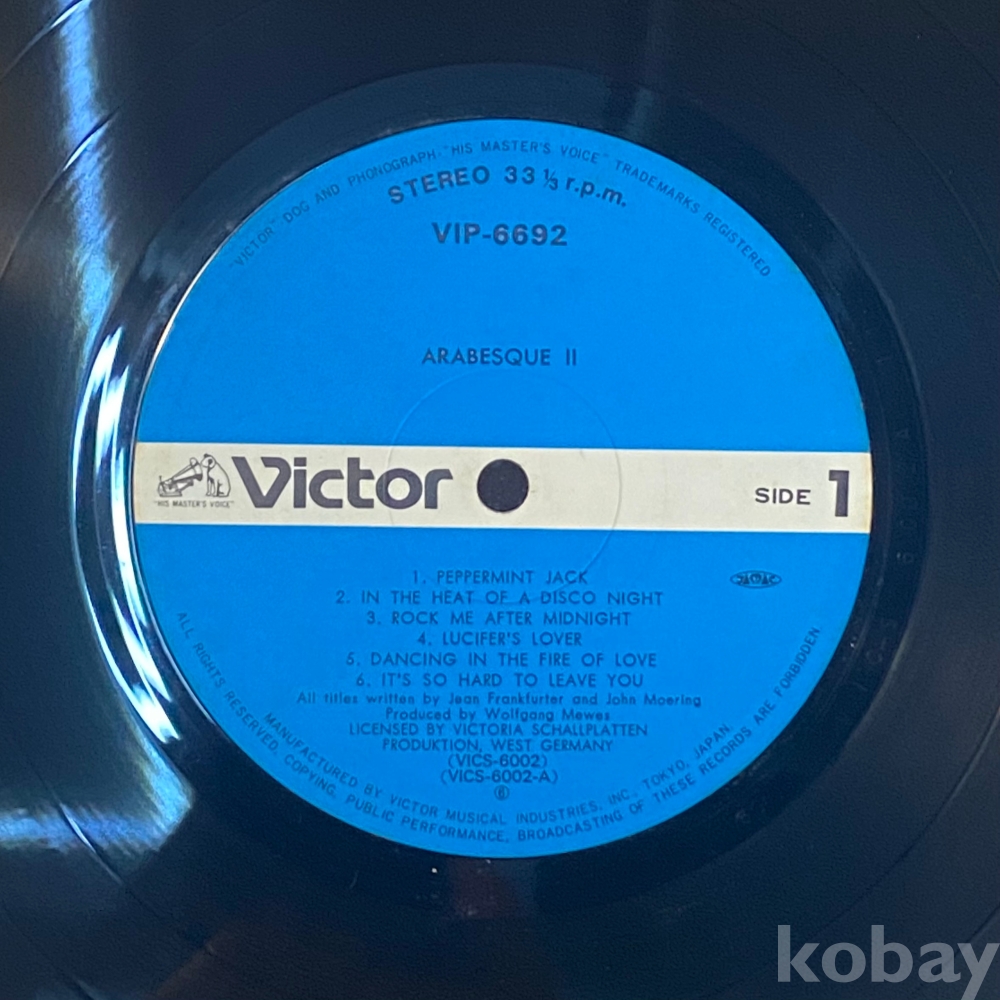 "VICTOR" DOG AND PHONOGRAPH-"HIS MASTER'S VOICE" TRADEMARKS REGISTERED
STEREO 33 ⅓ r.p.m.
VIP-6692
ARABESQUE II
"HIS MASTER'S VOICE"
Victor
SIDE 1
1. PEPPERMINT JACK
2. IN THE HEAT OF A DISCO NIGHT
3. ROCK ME AFTER MIDNIGHT
4. LUCIFER'S LOVER
5. DANCING IN THE FIRE OF LOVE
6. IT'S SO HARD TO LEAVE YOU
All titles written by Jean Frankfurter and John Moering
Produced by Wolfgang Mewes
LICENSED BY VICTORIA SCHALLPLATTEN
PRODUKTION, WEST GERMANY
(VICS-6002)
(VICS-6002-A)
MANUFACTURED BY VICTOR MUSICAL INDUSTRIES, INC., TOKYO, JAPAN.
ALL RIGHTS RESERVED. COPYING, PUBLIC PERFORMANCE, BROADCASTING OF THESE RECORDS ARE FORBIDDEN.
kobay